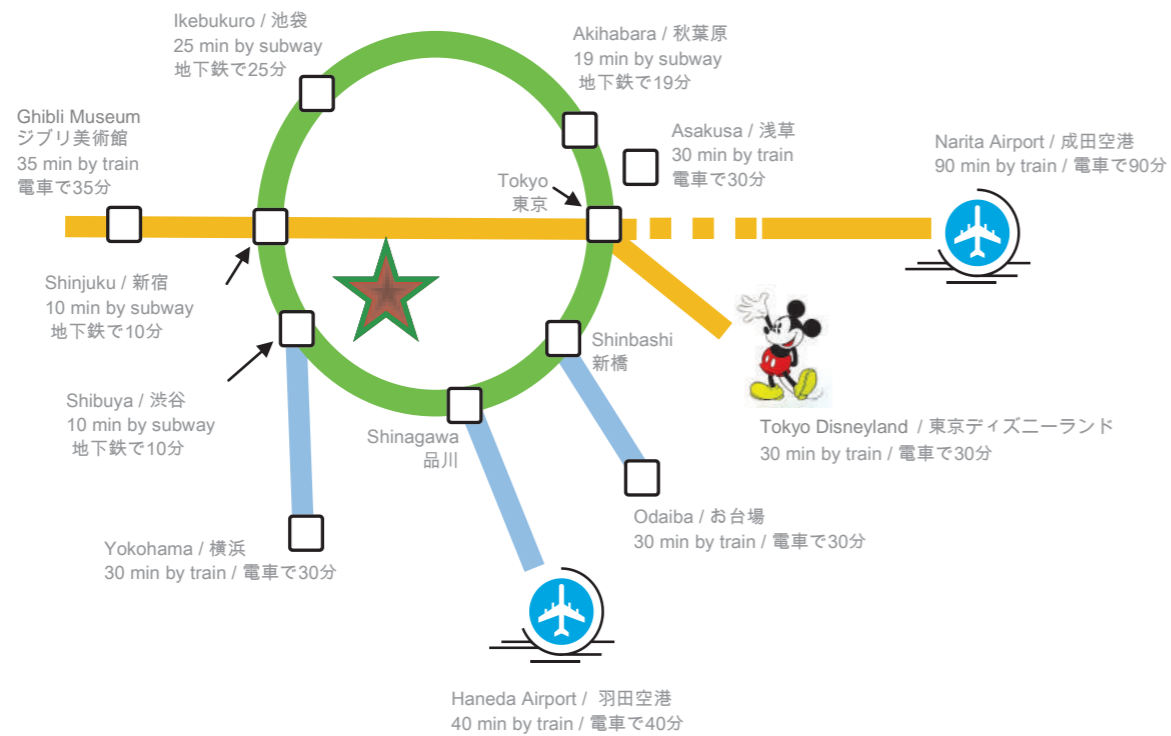 Ikebukuro / 池袋
25 min by subway
地下鉄で25分
Akihabara / 秋葉原
19 min by subway
地下鉄で19分
Ghibli Museum
ジブリ美術館
35 min by train
電車で35分
Asakusa / 浅草
30 min by train
電車で30分
Narita Airport / 成田空港
90 min by train / 電車で90分
Tokyo
東京
Shinjuku / 新宿
10 min by subway
地下鉄で10分
Shinbashi
新橋
Shibuya / 渋谷
10 min by subway
地下鉄で10分
Shinagawa
品川
Tokyo Disneyland / 東京ディズニーランド
30 min by train / 電車で30分
Odaiba / お台場
30 min by train / 電車で30分
Yokohama / 横浜
30 min by train / 電車で30分
Haneda Airport / 羽田空港
40 min by train / 電車で40分